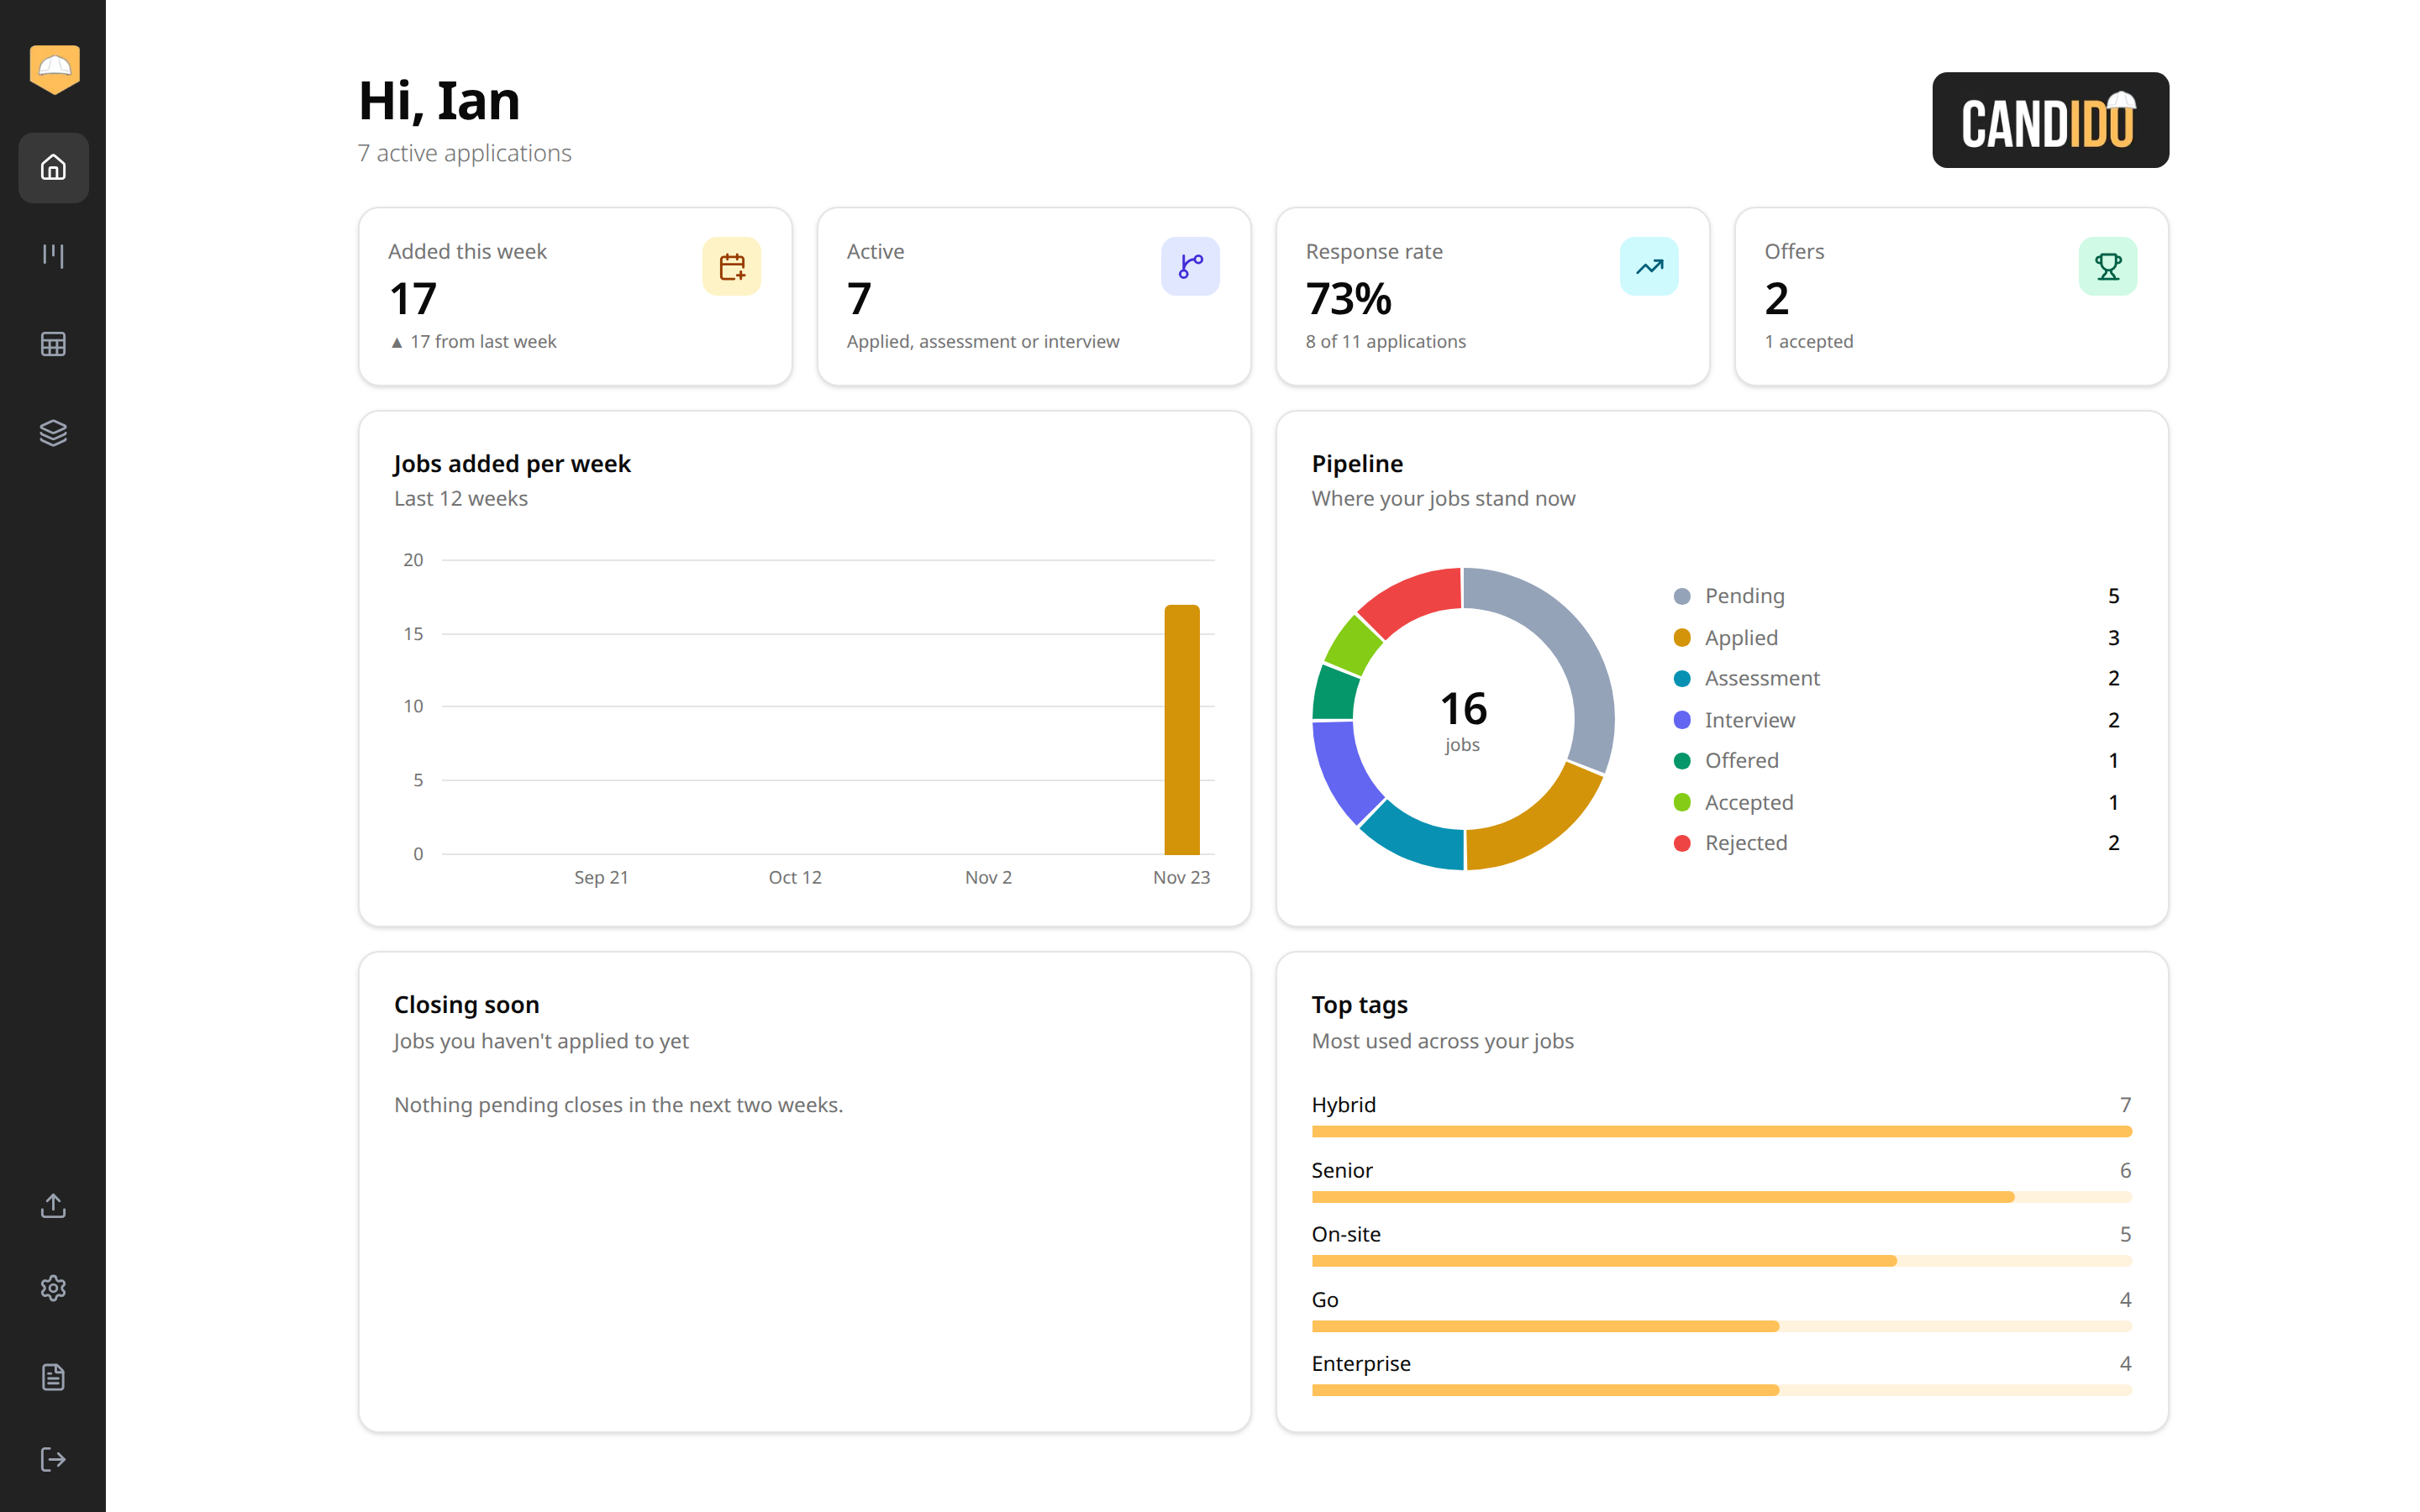 Hi, Ian
7 active applications
CANDIDO
Added this week
17
▲ 17 from last week
Active
7
Applied, assessment or interview
Response rate
73%
8 of 11 applications
Offers
2
1 accepted
Jobs added per week
Last 12 weeks
20
15
10
5
0
Sep 21
Oct 12
Nov 2
Nov 23
Pipeline
Where your jobs stand now
16
jobs
Pending 5
Applied 3
Assessment 2
Interview 2
Offered 1
Accepted 1
Rejected 2
Closing soon
Jobs you haven't applied to yet
Nothing pending closes in the next two weeks.
Top tags
Most used across your jobs
Hybrid 7
Senior 6
On-site 5
Go 4
Enterprise 4